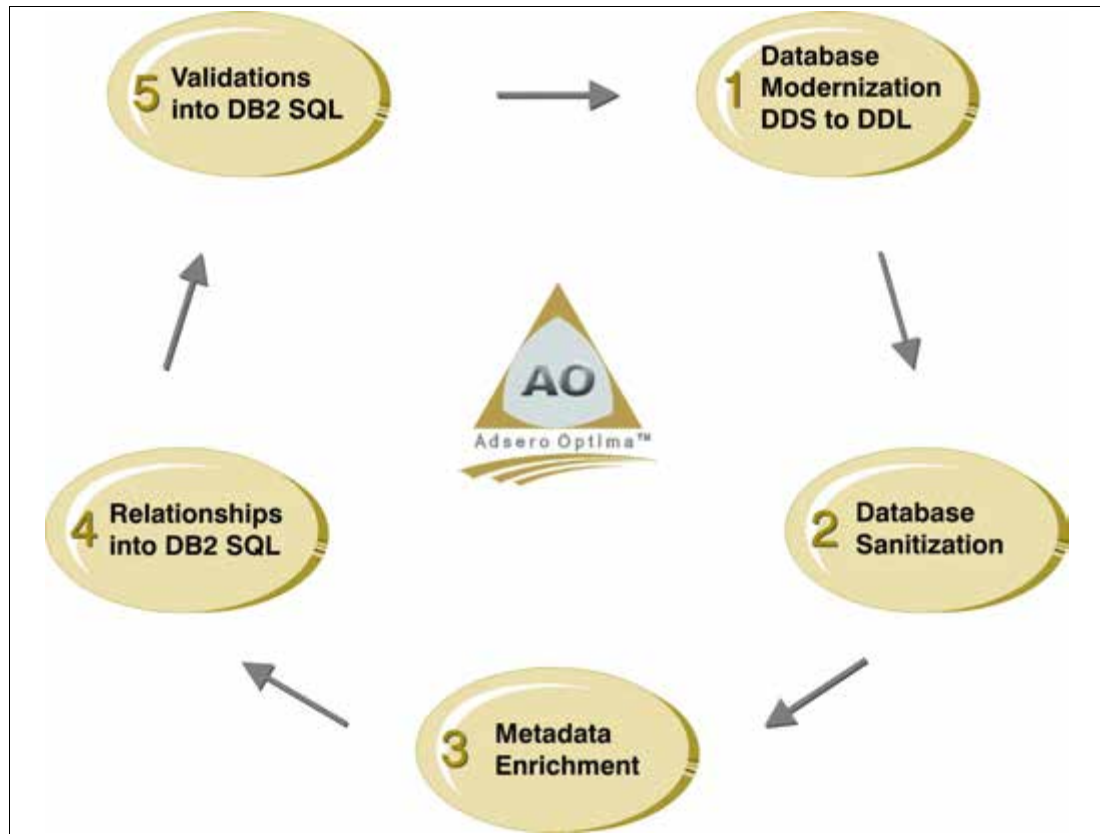 5 Validations
into DB2 SQL
1 Database
Modernization
DDS to DDL
AO
Adsero Optima™
4 Relationships
into DB2 SQL
2 Database
Sanitization
3 Metadada
Enrichment